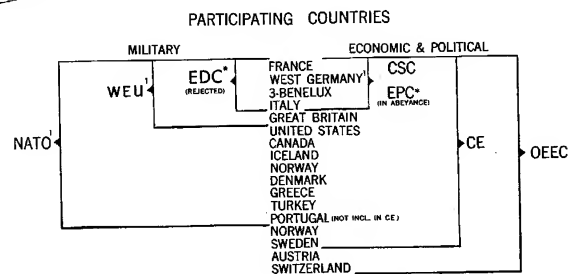 PARTICIPATING COUNTRIES
MILITARY
ECONOMIC & POLITICAL
NATO¹
WEU¹
EDC*
(REJECTED)
FRANCE
WEST GERMANY¹
3-BENELUX
ITALY
GREAT BRITAIN
UNITED STATES
CANADA
ICELAND
NORWAY
DENMARK
GREECE
TURKEY
PORTUGAL (NOT INCL. IN CE)
NORWAY
SWEDEN
AUSTRIA
SWITZERLAND
CSC
EPC*
(IN ABEYANCE)
CE
OEEC